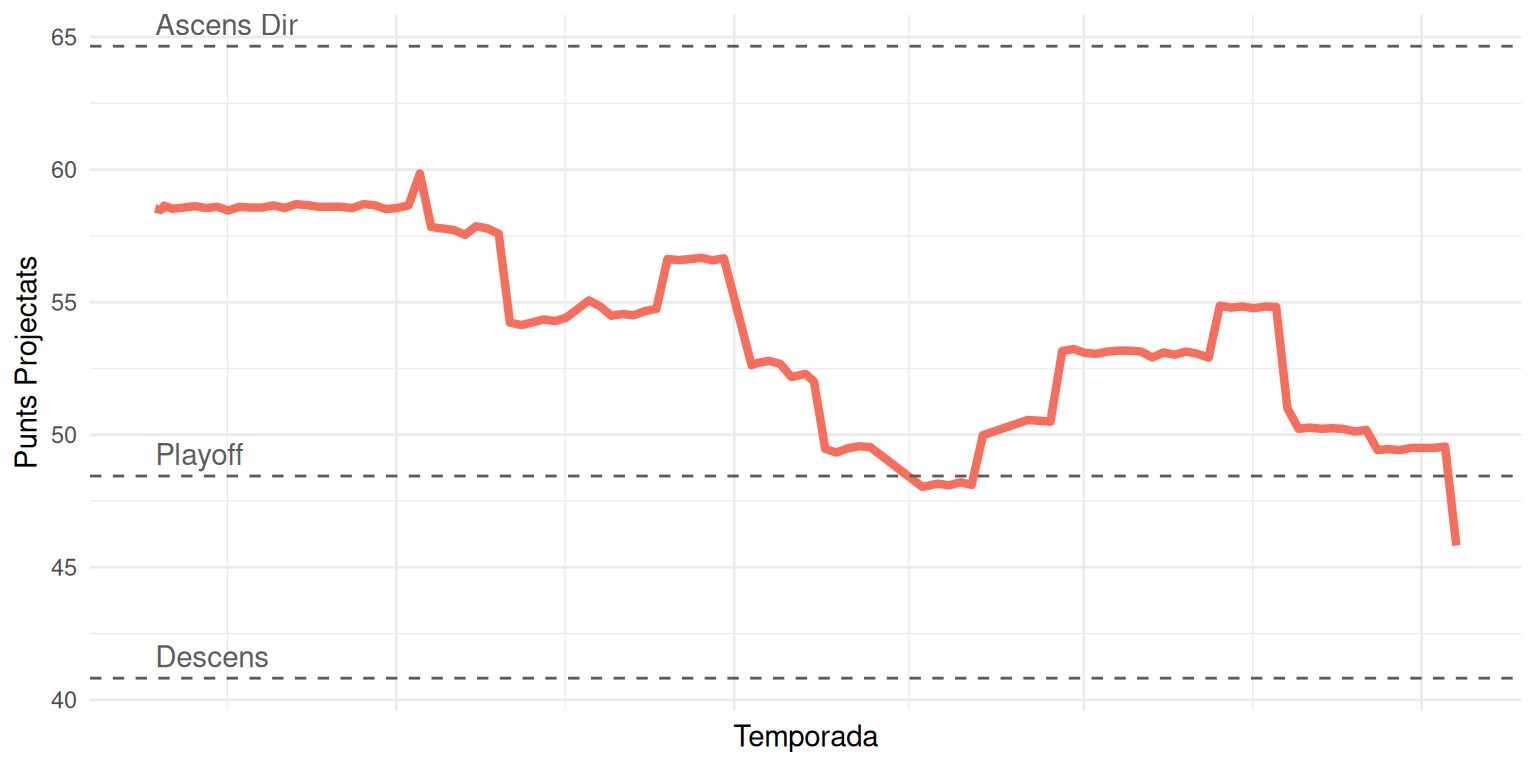 Ascens Dir
65
60
55
Punts Projectats
50
Playoff
45
Descens
40
Temporada